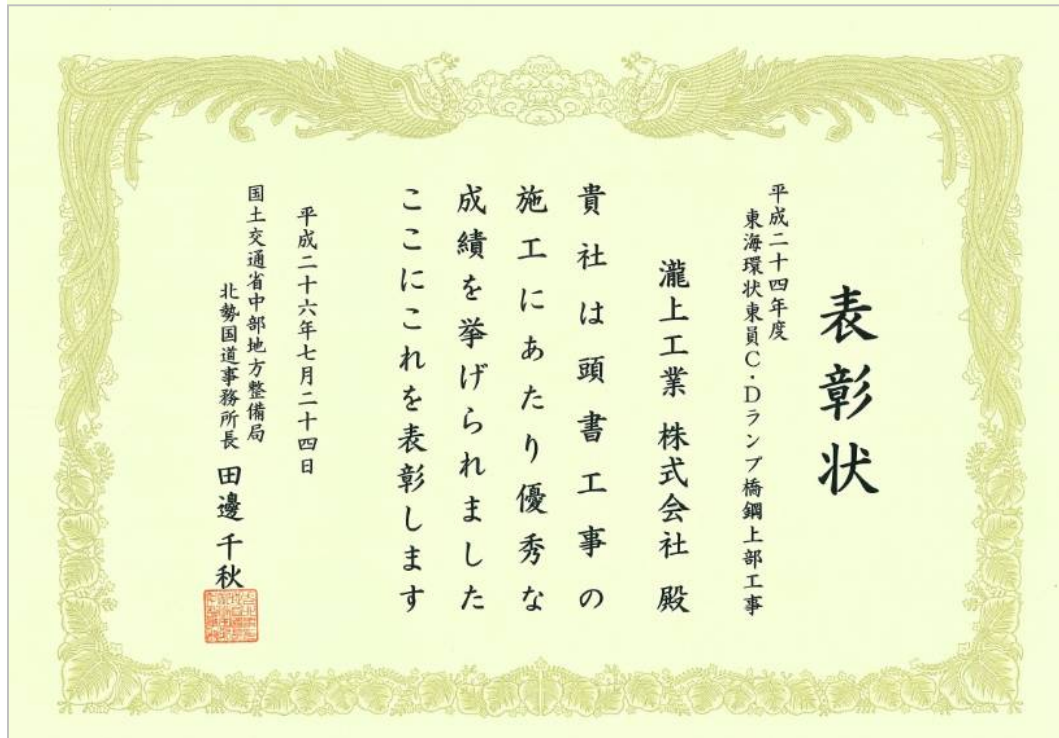 表彰状
平成二十四年度
東海環状東員C・Dランプ橋鋼上部工事
瀧上工業 株式会社 殿
貴社は頭書工事の
施工にあたり優秀な
成績を挙げられました
ここにこれを表彰します
平成二十六年七月二十四日
国土交通省中部地方整備局
北勢国道事務所長 田邊千秋